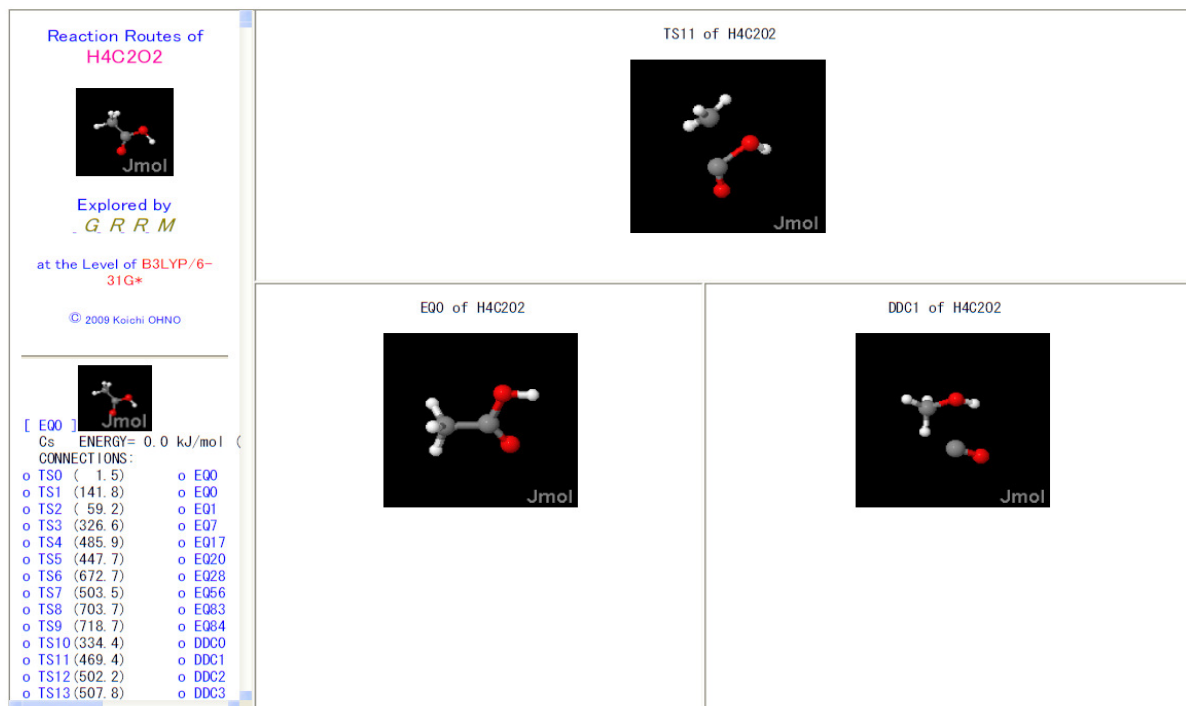 Reaction Routes of
H4C2O2
Jmol
Explored by
G R R M
at the Level of B3LYP/6-
31G*
© 2009 Koichi OHNO
Jmol
[ EQ0 ]
Cs ENERGY= 0.0 kJ/mol (
CONNECTIONS:
o TS0 ( 1.5) o EQ0
o TS1 (141.8) o EQ0
o TS2 ( 59.2) o EQ1
o TS3 (326.6) o EQ7
o TS4 (485.9) o EQ17
o TS5 (447.7) o EQ20
o TS6 (672.7) o EQ28
o TS7 (503.5) o EQ56
o TS8 (703.7) o EQ83
o TS9 (718.7) o EQ84
o TS10(334.4) o DDC0
o TS11(469.4) o DDC1
o TS12(502.2) o DDC2
o TS13(507.8) o DDC3
TS11 of H4C2O2
Jmol
EQ0 of H4C2O2
Jmol
DDC1 of H4C2O2
Jmol